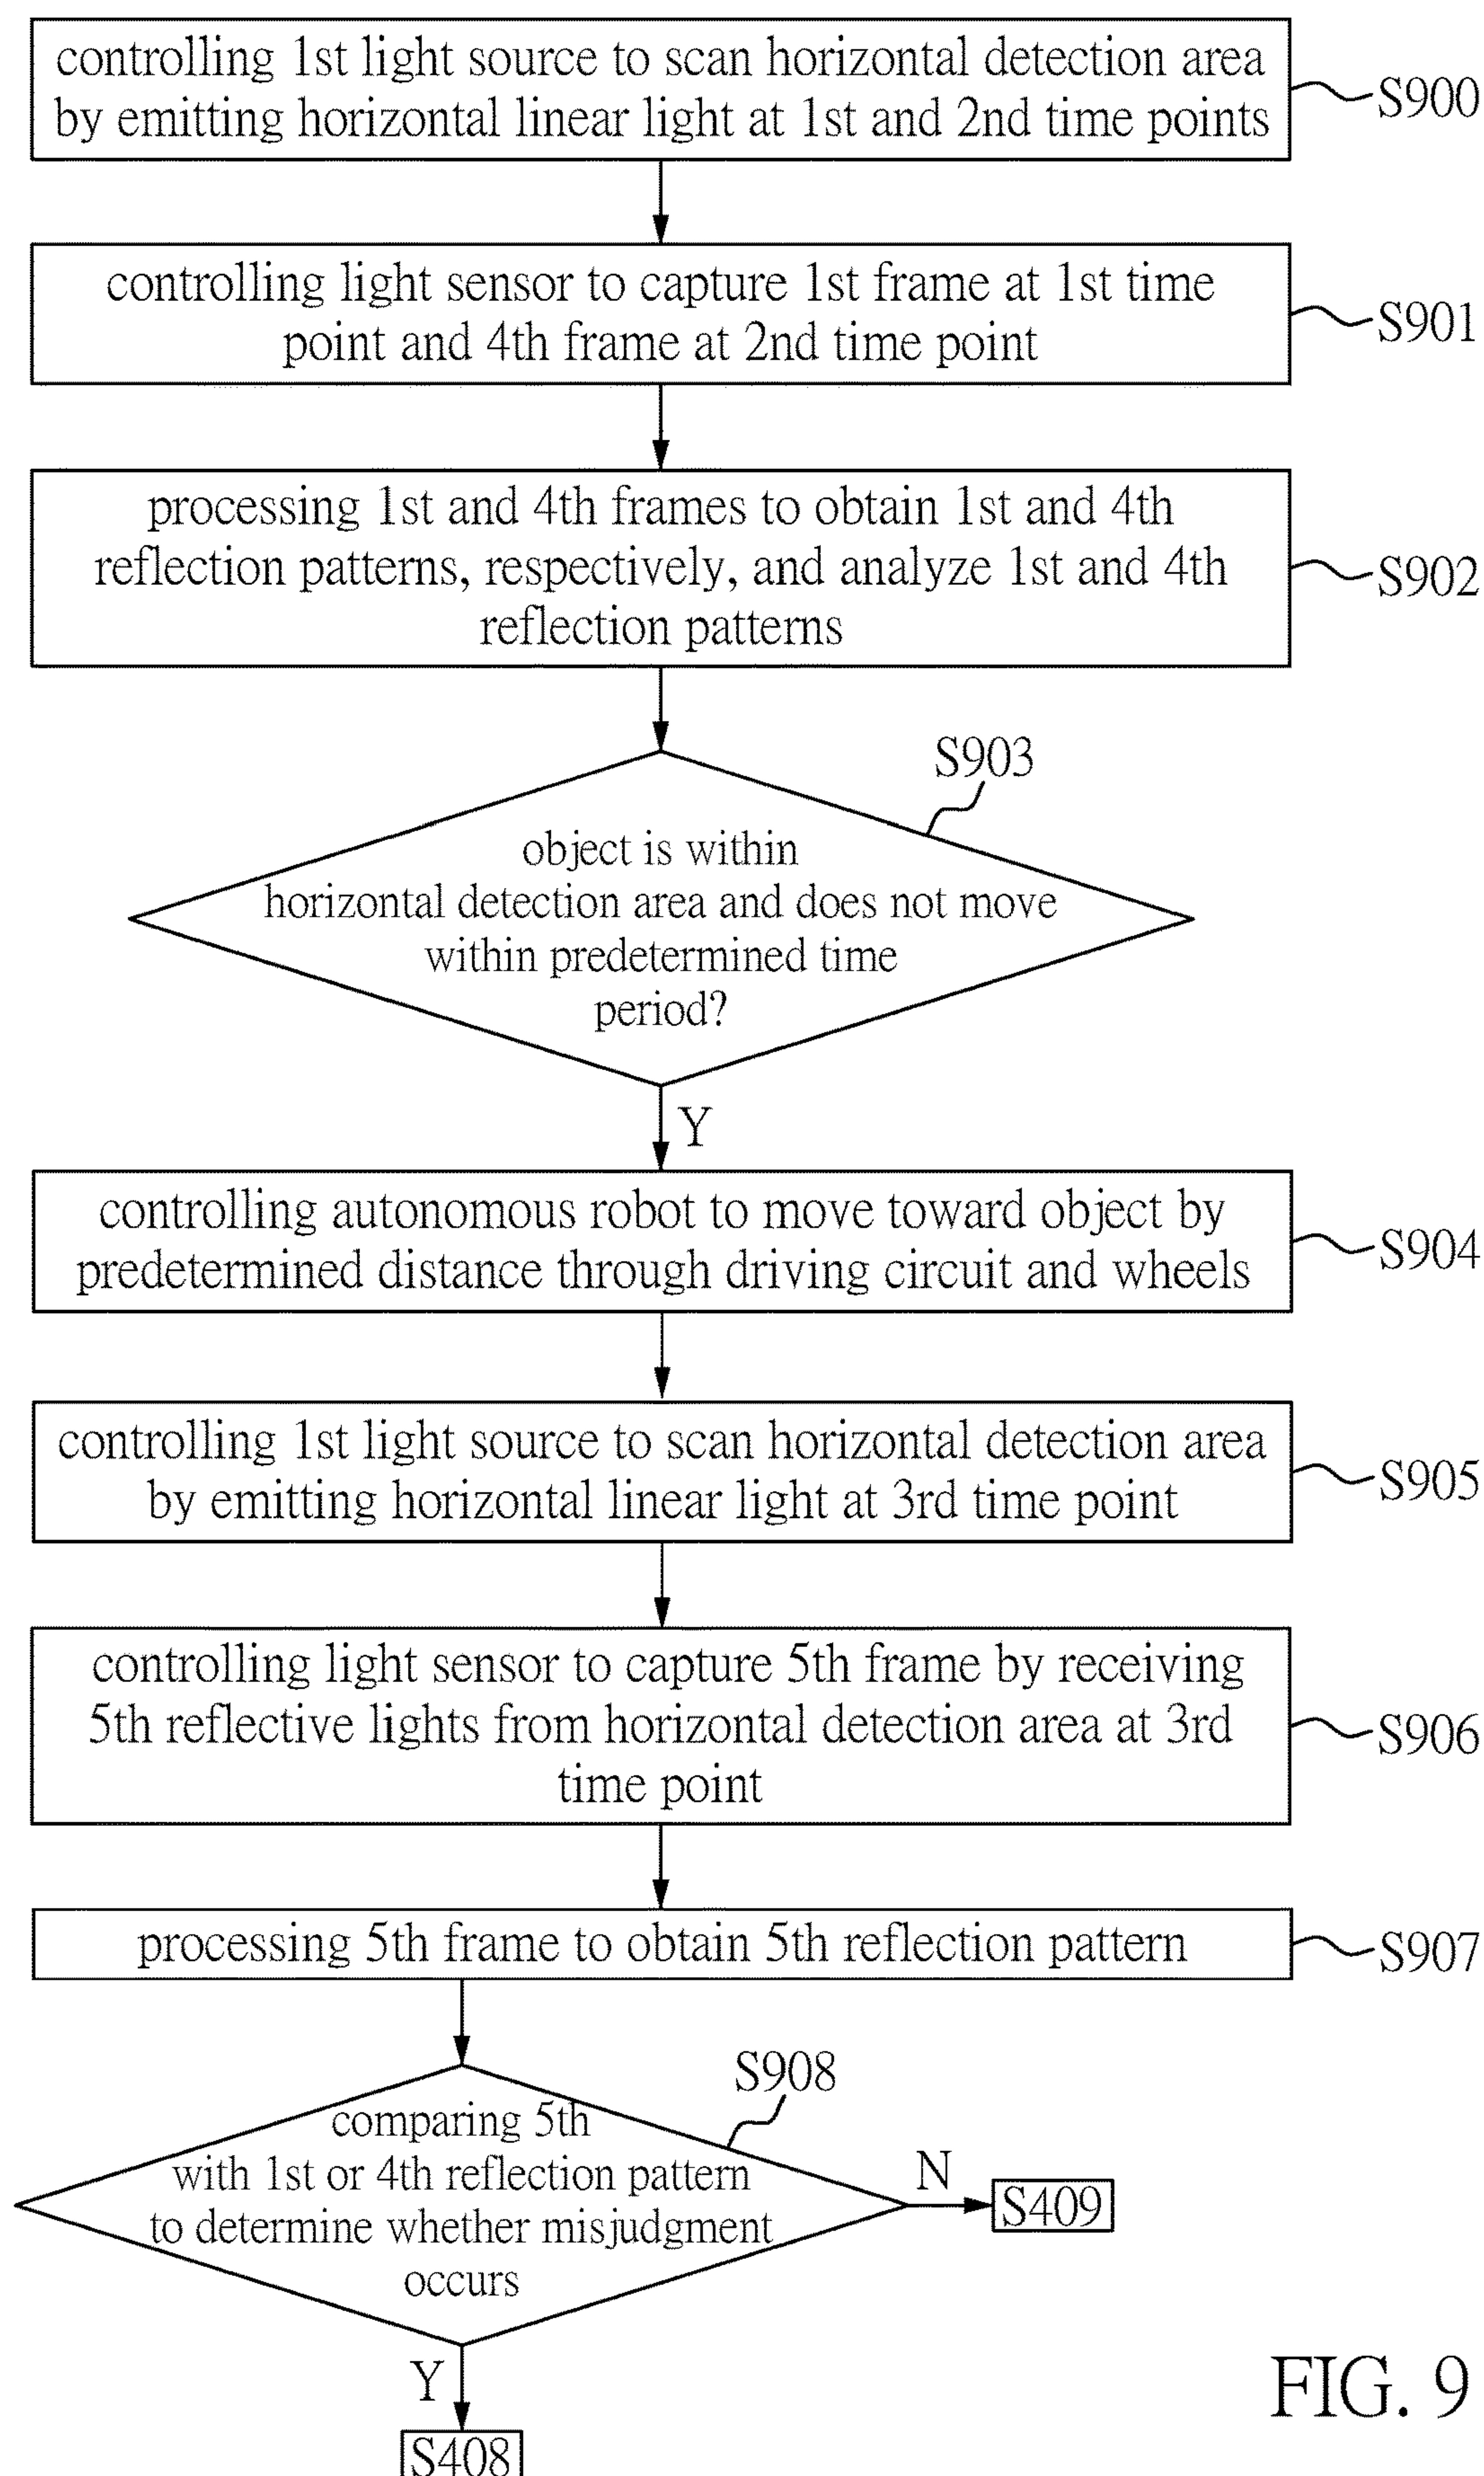 controlling 1st light source to scan horizontal detection area
by emitting horizontal linear light at 1st and 2nd time points
S900
controlling light sensor to capture 1st frame at 1st time
point and 4th frame at 2nd time point
S901
processing 1st and 4th frames to obtain 1st and 4th
reflection patterns, respectively, and analyze 1st and 4th
reflection patterns
S902
S903
object is within
horizontal detection area and does not move
within predetermined time
period?
Y
controlling autonomous robot to move toward object by
predetermined distance through driving circuit and wheels
S904
controlling 1st light source to scan horizontal detection area
by emitting horizontal linear light at 3rd time point
S905
controlling light sensor to capture 5th frame by receiving
5th reflective lights from horizontal detection area at 3rd
time point
S906
processing 5th frame to obtain 5th reflection pattern
S907
S908
comparing 5th
with 1st or 4th reflection pattern
to determine whether misjudgment
occurs
N
S409
Y
S408
FIG. 9